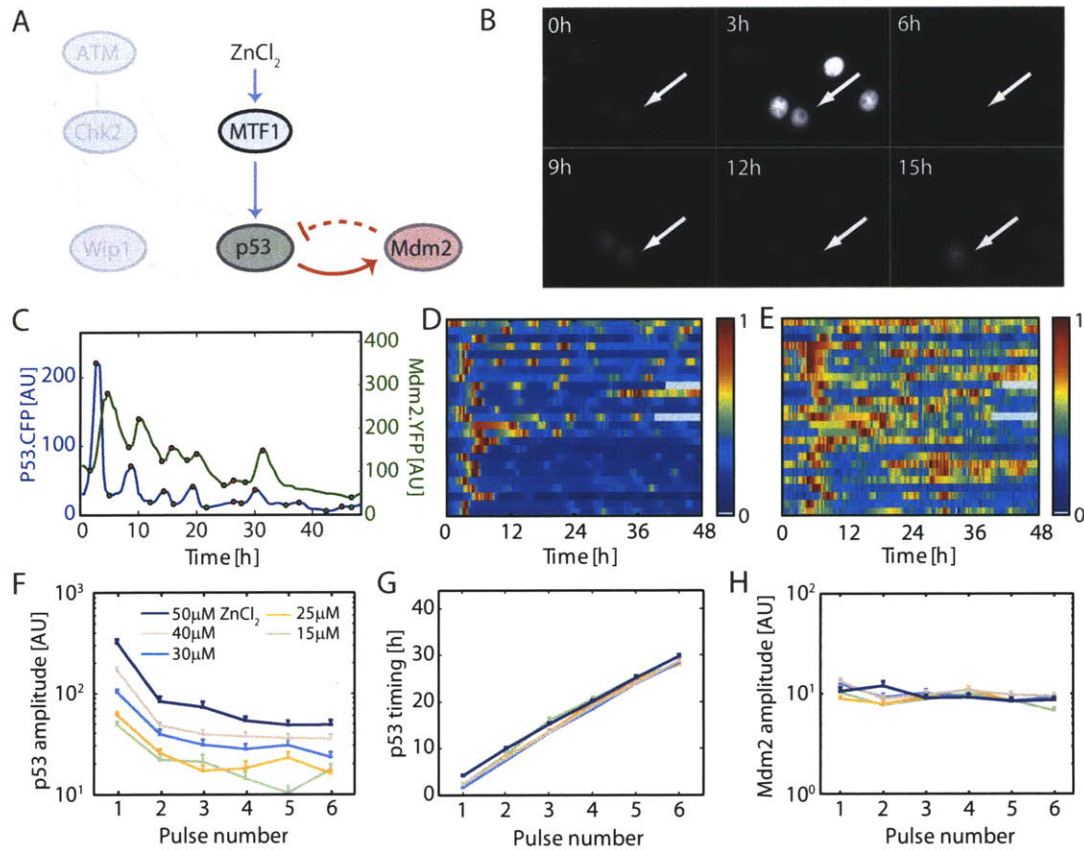 A
ATM
Chk2
Wip1
ZnCl2
MTF1
p53
Mdm2
B
0h
3h
6h
9h
12h
15h
C
P53.CFP [AU]
200
100
0
Mdm2.YFP [AU]
400
300
200
100
0
0 10 20 30 40
Time [h]
D
0 12 24 36 48
Time [h]
1
0
E
0 12 24 36 48
Time [h]
1
0
F
p53 amplitude [AU]
10^3
10^2
10^1
50μM ZnCl2
40μM
30μM
25μM
15μM
1 2 3 4 5 6
Pulse number
G
p53 timing [h]
40
30
20
10
0
1 2 3 4 5 6
Pulse number
H
Mdm2 amplitude [AU]
10^2
10^1
10^0
1 2 3 4 5 6
Pulse number